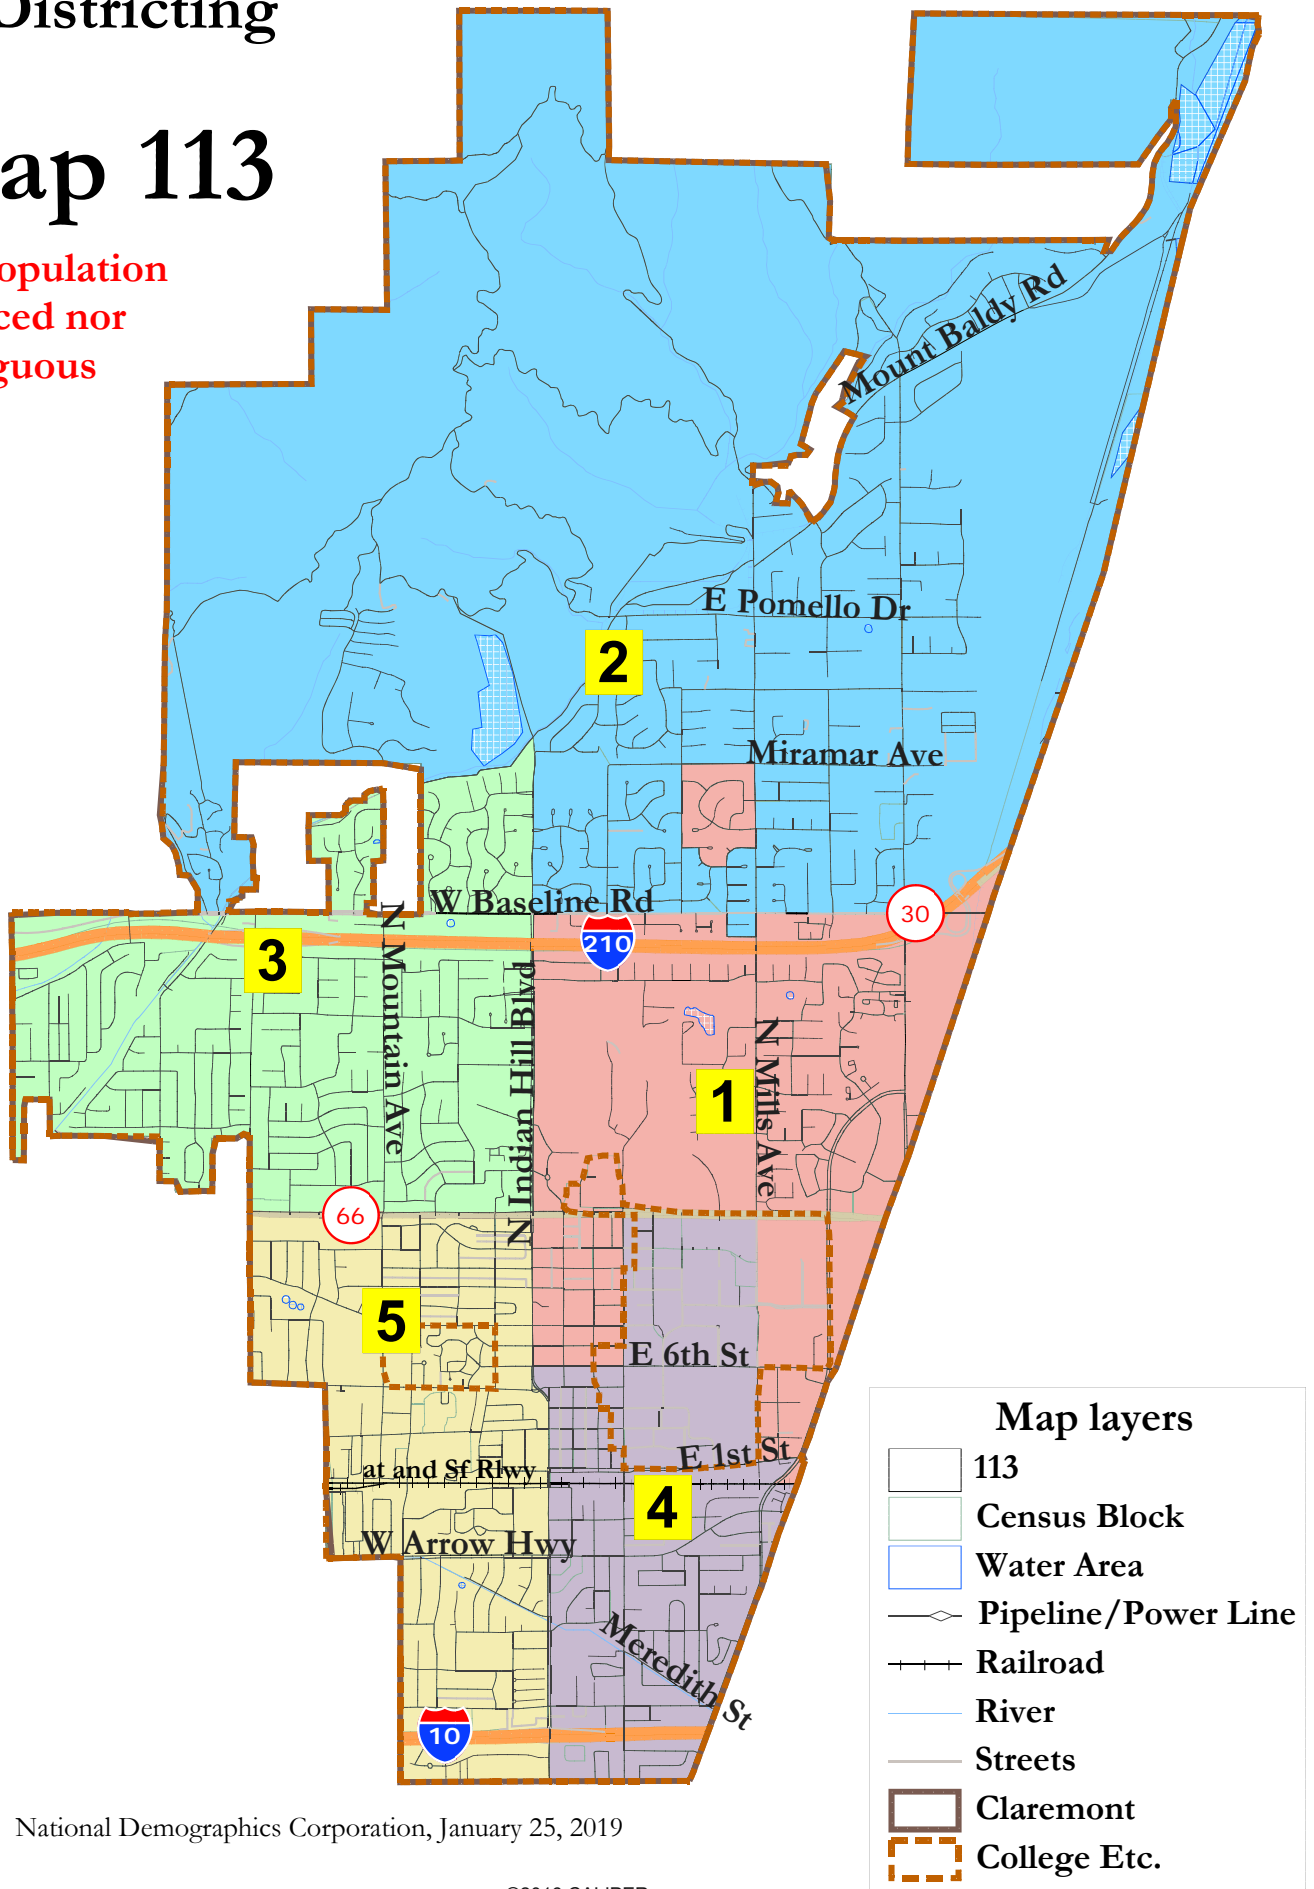 Districting
ap 113
opulation
ced nor
guous
Mount Baldy Rd
E Pomello Dr
2
Miramar Ave
W Baseline Rd
30
210
3
N Mountain Ave
N Indian Hill Blvd
1
N Mills Ave
66
5
E 6th St
E 1st St
at and Sf Rlwy
4
W Arrow Hwy
Meredith St
10
Map layers
113
Census Block
Water Area
Pipeline/Power Line
Railroad
River
Streets
Claremont
College Etc.
National Demographics Corporation, January 25, 2019